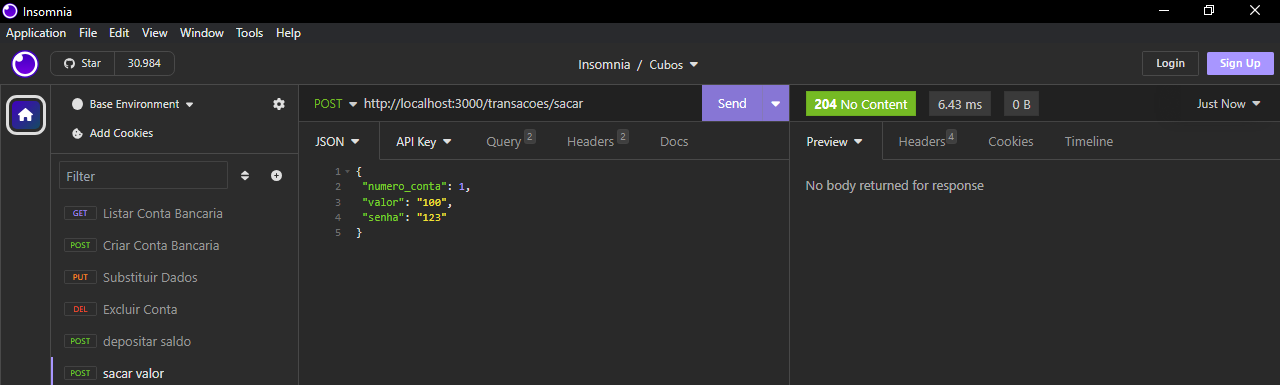 Insomnia
Application File Edit View Window Tools Help
Star 30.984
Insomnia / Cubos
Login Sign Up
Base Environment
Add Cookies
Filter
GET Listar Conta Bancaria
POST Criar Conta Bancaria
PUT Substituir Dados
DEL Excluir Conta
POST depositar saldo
POST sacar valor
POST http://localhost:3000/transacoes/sacar Send
JSON API Key Query 2 Headers 2 Docs
1 {
2 "numero_conta": 1,
3 "valor": "100",
4 "senha": "123"
5 }
204 No Content 6.43 ms 0 B Just Now
Preview Headers 4 Cookies Timeline
No body returned for response